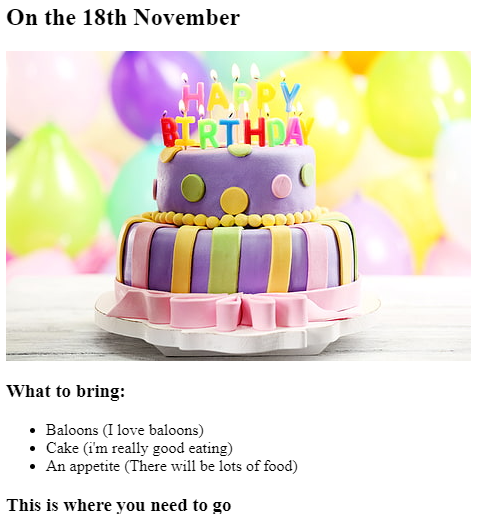 On the 18th November
HAPPY
BIRTHDAY
What to bring:
Baloons (I love baloons)
Cake (i'm really good eating)
An appetite (There will be lots of food)
This is where you need to go